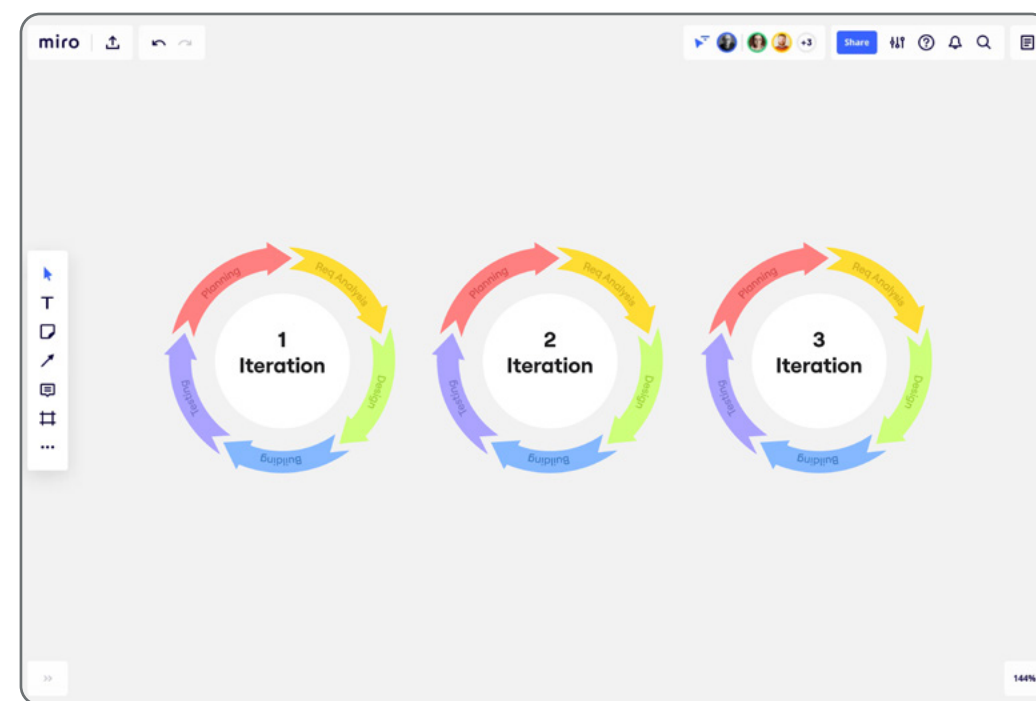 miro
+3
Share
Planning
Req Analysis
Design
Building
Testing
1
Iteration
Planning
Req Analysis
Design
Building
Testing
2
Iteration
Planning
Req Analysis
Design
Building
Testing
3
Iteration
144%